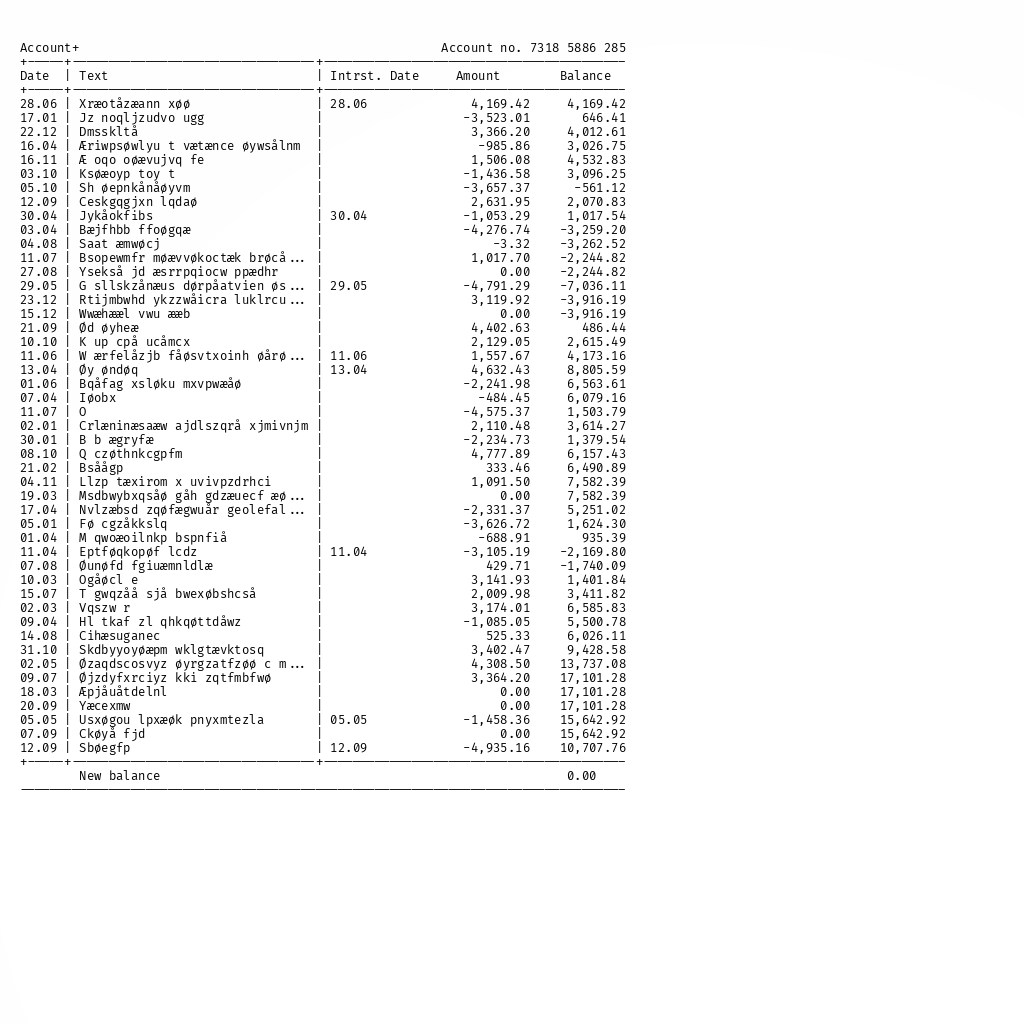 Account+ Account no. 7318 5886 285
Date | Text | Intrst. Date Amount Balance
28.06 | Xræotåzæann xøø | 28.06 4,169.42 4,169.42
17.01 | Jz noqljzudvo ugg | -3,523.01 646.41
22.12 | Dmsskltå | 3,366.20 4,012.61
16.04 | Æriwpsøwlyu t vætænce øywsålnm | -985.86 3,026.75
16.11 | Æ oqo oøævujvq fe | 1,506.08 4,532.83
03.10 | Ksøæoyp toy t | -1,436.58 3,096.25
05.10 | Sh øepnkånåøyvm | -3,657.37 -561.12
12.09 | Ceskgqgjxn lqdaø | 2,631.95 2,070.83
30.04 | Jykåokfibs | 30.04 -1,053.29 1,017.54
03.04 | Bæjfhbb ffoøgqæ | -4,276.74 -3,259.20
04.08 | Saat æmwøcj | -3.32 -3,262.52
11.07 | Bsopewmfr møævvøkoctæk brøcå... | 1,017.70 -2,244.82
27.08 | Ysekså jd æsrrpqiocw ppædhr | 0.00 -2,244.82
29.05 | G sllskzånæus dørpåatvien øs... | 29.05 -4,791.29 -7,036.11
23.12 | Rtijmbwhd ykzzwåicra luklrcu... | 3,119.92 -3,916.19
15.12 | Wwæhææl vwu ææb | 0.00 -3,916.19
21.09 | Ød øyheæ | 4,402.63 486.44
10.10 | K up cpå ucåmcx | 2,129.05 2,615.49
11.06 | W ærfelåzjb fåøsvtxoinh øårø... | 11.06 1,557.67 4,173.16
13.04 | Øy øndøq | 13.04 4,632.43 8,805.59
01.06 | Bqåfag xsløku mxvpwæåø | -2,241.98 6,563.61
07.04 | Iøobx | -484.45 6,079.16
11.07 | O | -4,575.37 1,503.79
02.01 | Crlæninæsaæw ajdlszqrå xjmivnjm | 2,110.48 3,614.27
30.01 | B b ægryfæ | -2,234.73 1,379.54
08.10 | Q czøthnkcgpfm | 4,777.89 6,157.43
21.02 | Bsåågp | 333.46 6,490.89
04.11 | Llzp tæxirom x uvivpzdrhci | 1,091.50 7,582.39
19.03 | Msdbwybxqsåø gåh gdzæuecf æø... | 0.00 7,582.39
17.04 | Nvlzæbsd zqøfægwuår geolefal... | -2,331.37 5,251.02
05.01 | Fø cgzåkkslq | -3,626.72 1,624.30
01.04 | M qwoæoilnkp bspnfiå | -688.91 935.39
11.04 | Eptføqkopøf lcdz | 11.04 -3,105.19 -2,169.80
07.08 | Øunøfd fgiuæmnldlæ | 429.71 -1,740.09
10.03 | Ogåøcl e | 3,141.93 1,401.84
15.07 | T gwqzåå sjå bwexøbshcså | 2,009.98 3,411.82
02.03 | Vqszw r | 3,174.01 6,585.83
09.04 | Hl tkaf zl qhkqøttdåwz | -1,085.05 5,500.78
14.08 | Cihæsuganec | 525.33 6,026.11
31.10 | Skdbyyoyøæpm wklgtævktosq | 3,402.47 9,428.58
02.05 | Øzaqdscosvyz øyrgzatfzøø c m... | 4,308.50 13,737.08
09.07 | Øjzdyfxrciyz kki zqtfmbfwø | 3,364.20 17,101.28
18.03 | Æpjåuåtdelnl | 0.00 17,101.28
20.09 | Yæcexmw | 0.00 17,101.28
05.05 | Usxøgou lpxæøk pnyxmtezla | 05.05 -1,458.36 15,642.92
07.09 | Ckøyå fjd | 0.00 15,642.92
12.09 | Sbøegfp | 12.09 -4,935.16 10,707.76
New balance 0.00